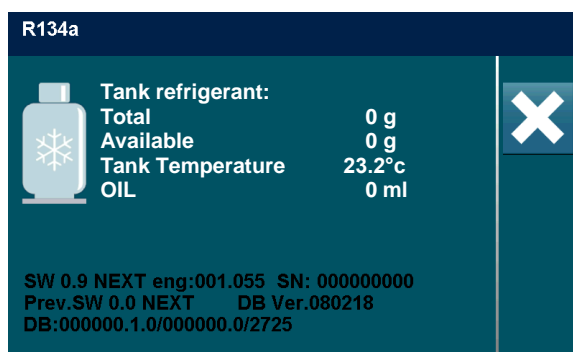 R134a
Tank refrigerant:
Total 0 g
Available 0 g
Tank Temperature 23.2°c
OIL 0 ml
SW 0.9 NEXT eng:001.055 SN: 000000000
Prev.SW 0.0 NEXT DB Ver.080218
DB:000000.1.0/000000.0/2725